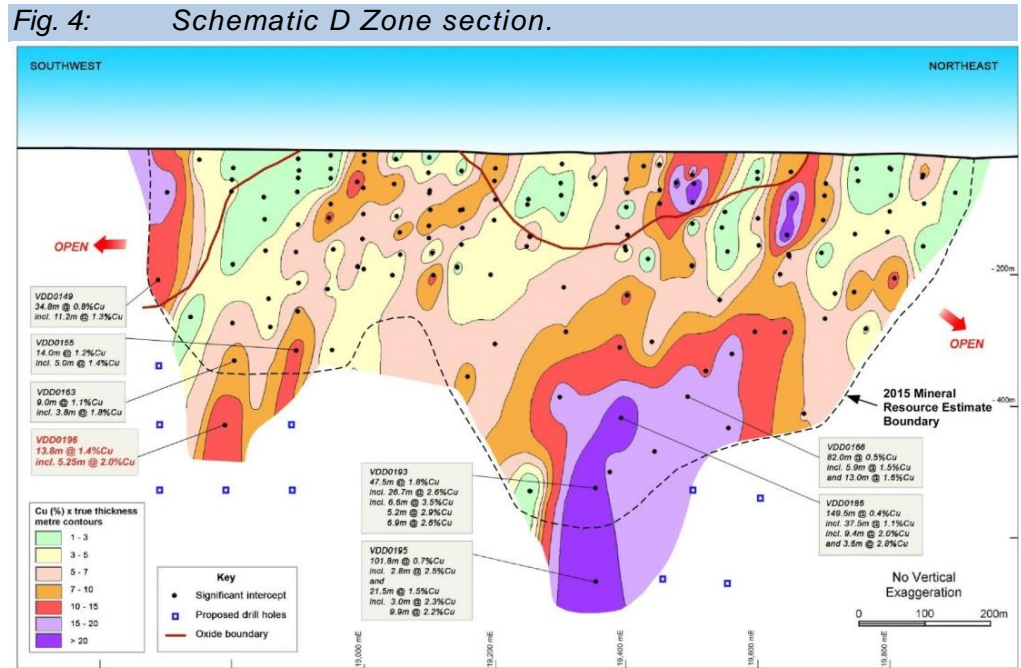 Fig. 4: Schematic D Zone section.
SOUTHWEST
NORTHEAST
OPEN
- 200m
VDD0149
34.8m @ 0.8%Cu
incl. 11.2m @ 1.3%Cu
OPEN
VDD0155
14.0m @ 1.2%Cu
incl. 5.0m @ 1.4%Cu
VDD0163
9.0m @ 1.1%Cu
incl. 3.8m @ 1.8%Cu
2015 Mineral
Resource Estimate
Boundary
- 400m
VDD0196
13.8m @ 1.4%Cu
incl. 5.25m @ 2.0%Cu
VDD0166
82.0m @ 0.5%Cu
incl. 5.9m @ 1.5%Cu
and 13.0m @ 1.6%Cu
VDD0193
47.5m @ 1.8%Cu
incl. 26.7m @ 2.6%Cu
incl. 6.6m @ 3.5%Cu
5.2m @ 2.9%Cu
6.9m @ 2.6%Cu
VDD0186
149.5m @ 0.4%Cu
incl. 37.5m @ 1.1%Cu
incl. 9.4m @ 2.0%Cu
and 3.6m @ 2.8%Cu
Cu (%) x true thickness
metre contours
1 - 3
3 - 5
5 - 7
7 - 10
10 - 15
15 - 20
> 20
Key
Significant intercept
Proposed drill holes
Oxide boundary
VDD0195
101.8m @ 0.7%Cu
incl. 2.8m @ 2.5%Cu
and
21.5m @ 1.5%Cu
incl. 3.0m @ 2.3%Cu
9.9m @ 2.2%Cu
No Vertical
Exaggeration
0 100 200m
19,000 mE
19,200 mE
19,400 mE
19,600 mE
19,800 mE